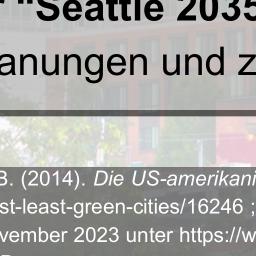 "Seattle 2035
anungen und z
B. (2014). Die US-amerikani
st-least-green-cities/16246 ;
vember 2023 unter https://w